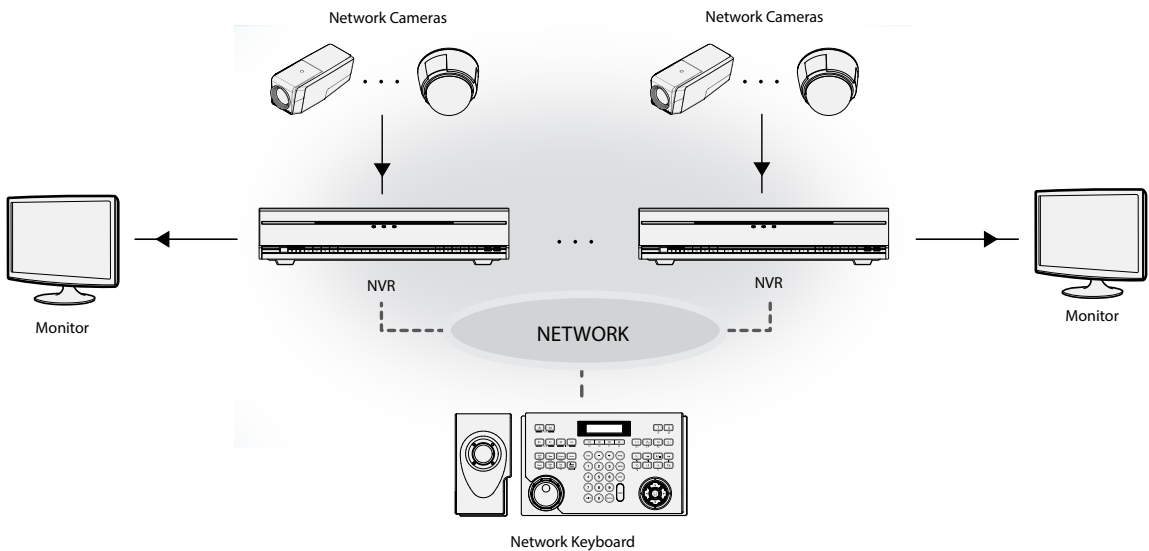 Network Cameras
Network Cameras
NVR
NVR
Monitor
Monitor
NETWORK
Network Keyboard